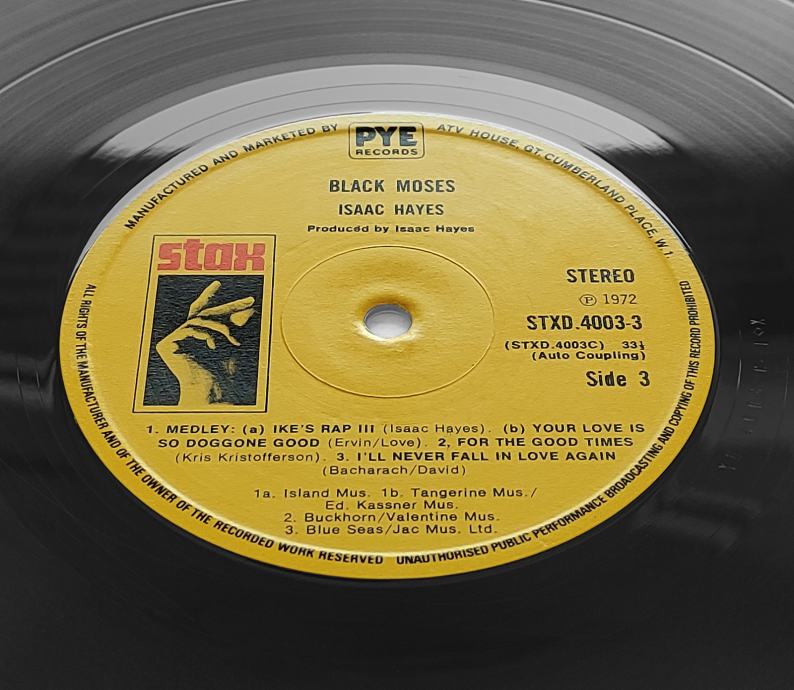 MANUFACTURED AND MARKETED BY
PYE
RECORDS
ATV HOUSE, GT. CUMBERLAND PLACE, W.1.
BLACK MOSES
ISAAC HAYES
Produced by Isaac Hayes
stax
STEREO
Ⓟ 1972
STXD.4003-3
(STXD.4003C) 33⅓
(Auto Coupling)
Side 3
1. MEDLEY: (a) IKE'S RAP III (Isaac Hayes). (b) YOUR LOVE IS
SO DOGGONE GOOD (Ervin/Love). 2, FOR THE GOOD TIMES
(Kris Kristofferson). 3. I'LL NEVER FALL IN LOVE AGAIN
(Bacharach/David)
1a. Island Mus. 1b. Tangerine Mus./
Ed. Kassner Mus.
2. Buckhorn/Valentine Mus.
3. Blue Seas/Jac Mus. Ltd.
ALL RIGHTS OF THE MANUFACTURER AND OF THE OWNER OF THE RECORDED WORK RESERVED
UNAUTHORISED PUBLIC PERFORMANCE BROADCASTING AND COPYING OF THIS RECORD PROHIBITED